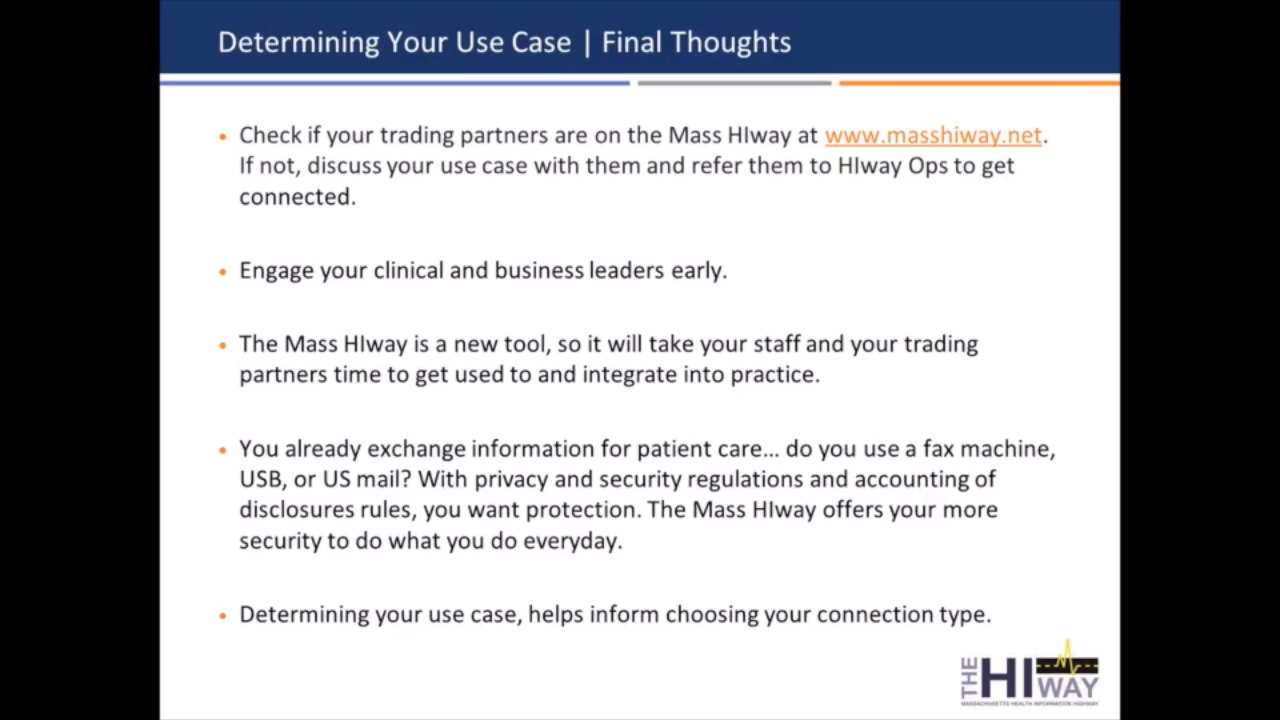 Determining Your Use Case | Final Thoughts
• Check if your trading partners are on the Mass HIway at www.masshiway.net.
If not, discuss your use case with them and refer them to HIway Ops to get
connected.
• Engage your clinical and business leaders early.
• The Mass HIway is a new tool, so it will take your staff and your trading
partners time to get used to and integrate into practice.
• You already exchange information for patient care... do you use a fax machine,
USB, or US mail? With privacy and security regulations and accounting of
disclosures rules, you want protection. The Mass HIway offers your more
security to do what you do everyday.
• Determining your use case, helps inform choosing your connection type.
THE HI WAY
MASSACHUSETTS HEALTH INFORMATION HIGHWAY